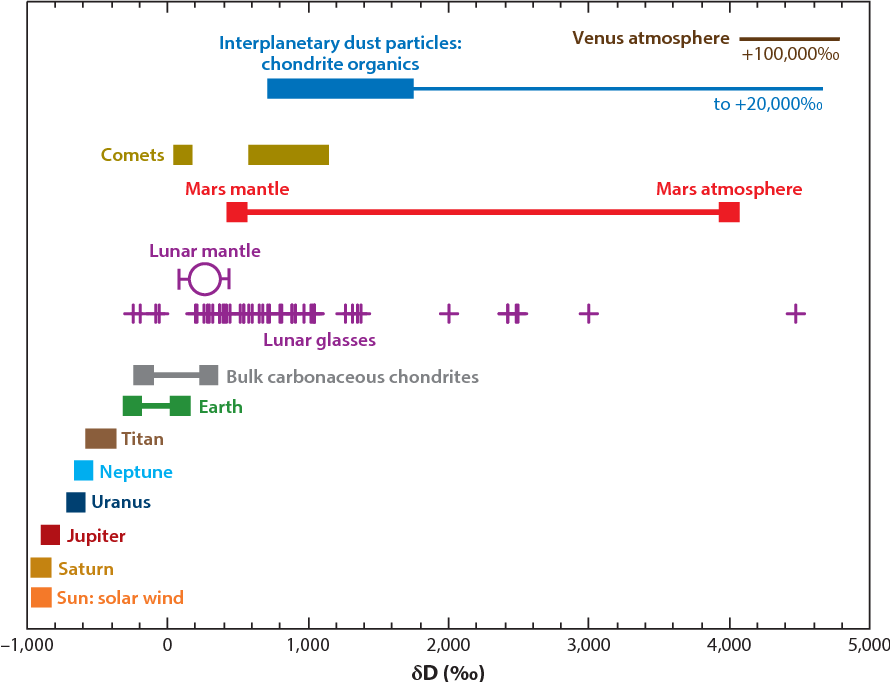 Venus atmosphere
+100,000‰
Interplanetary dust particles:
chondrite organics
to +20,000‰
Comets
Mars mantle
Mars atmosphere
Lunar mantle
Lunar glasses
Bulk carbonaceous chondrites
Earth
Titan
Neptune
Uranus
Jupiter
Saturn
Sun: solar wind
–1,000 0 1,000 2,000 3,000 4,000 5,000
δD (‰)